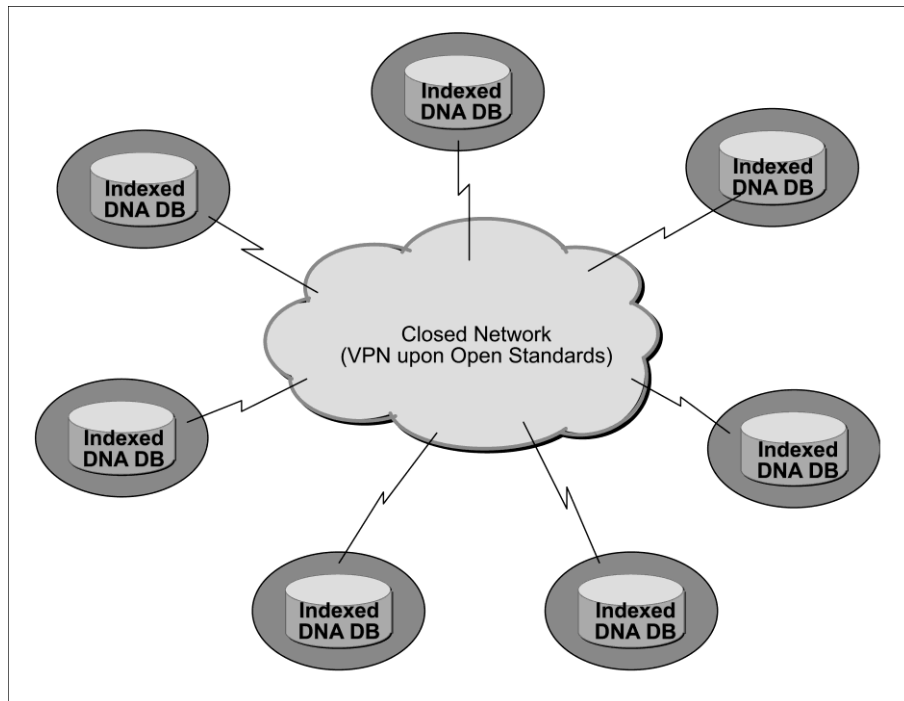 Indexed
DNA DB
Indexed
DNA DB
Indexed
DNA DB
Closed Network
(VPN upon Open Standards)
Indexed
DNA DB
Indexed
DNA DB
Indexed
DNA DB
Indexed
DNA DB